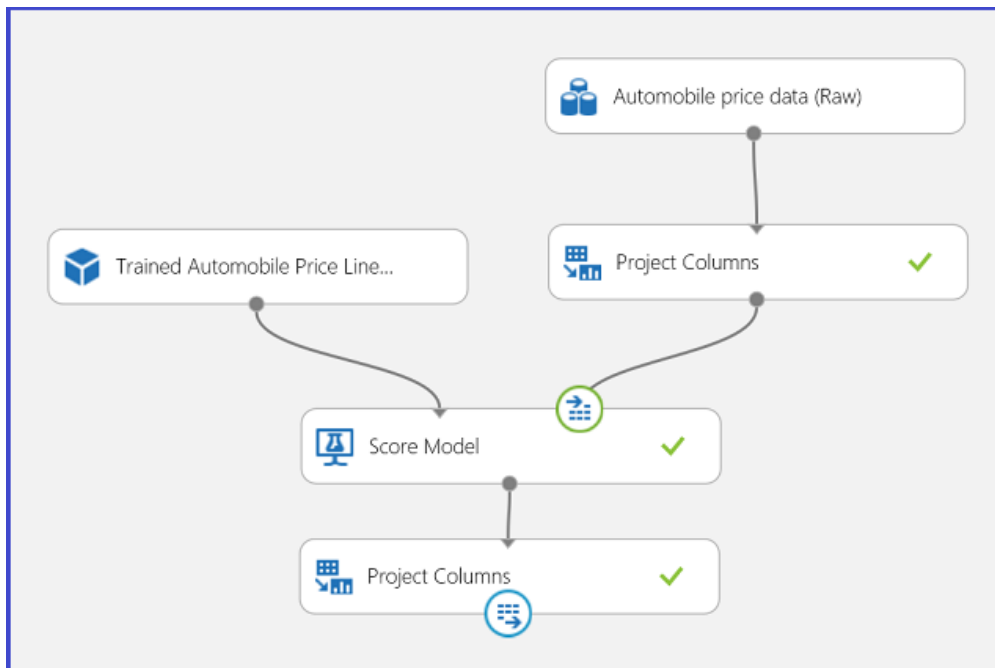 Automobile price data (Raw)
Project Columns
Trained Automobile Price Line...
Score Model
Project Columns